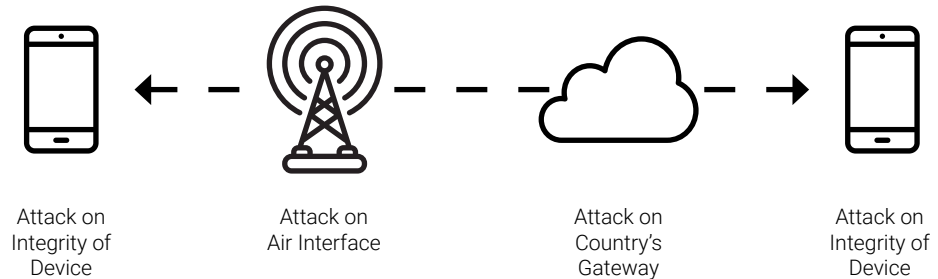 Attack on
Integrity of
Device
Attack on
Air Interface
Attack on
Country's
Gateway
Attack on
Integrity of
Device